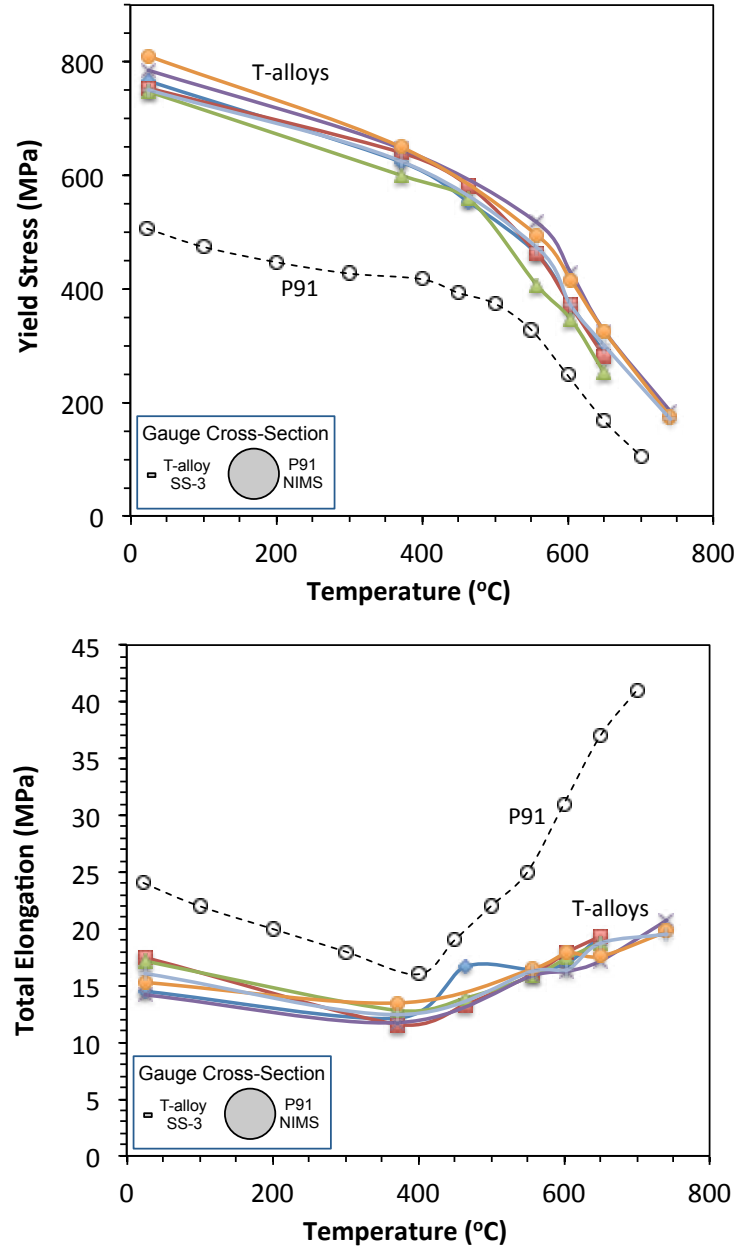 Yield Stress (MPa)
800
600
400
200
0
T-alloys
P91
Gauge Cross-Section
T-alloy
SS-3
P91
NIMS
0 200 400 600 800
Temperature (ᵒC)
Total Elongation (MPa)
45
40
35
30
25
20
15
10
5
0
P91
T-alloys
Gauge Cross-Section
T-alloy
SS-3
P91
NIMS
0 200 400 600 800
Temperature (ᵒC)